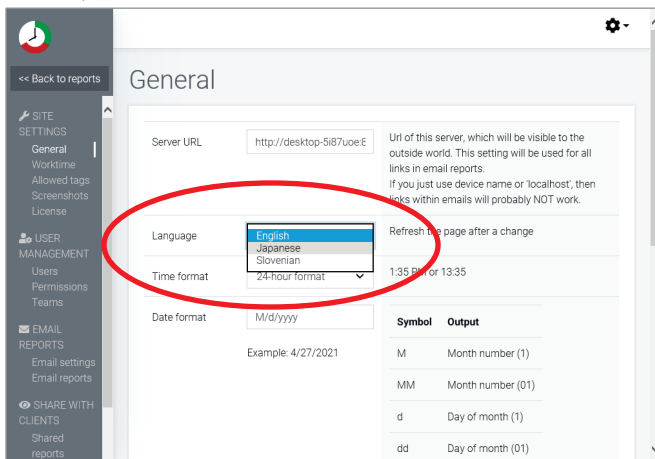 << Back to reports
SITE
SETTINGS
General
Worktime
Allowed tags
Screenshots
License
USER
MANAGEMENT
Users
Permissions
Teams
EMAIL
REPORTS
Email settings
Email reports
SHARE WITH
CLIENTS
Shared
reports
General
Server URL
http://desktop-5i87uoe:8
Url of this server, which will be visible to the
outside world. This setting will be used for all
links in email reports.
If you just use device name or 'localhost', then
links within emails will probably NOT work.
Language
English
Japanese
Slovenian
Refresh the page after a change
Time format
24-hour format
1:35 PM or 13:35
Date format
M/d/yyyy
Example: 4/27/2021
Symbol Output
M Month number (1)
MM Month number (01)
d Day of month (1)
dd Day of month (01)